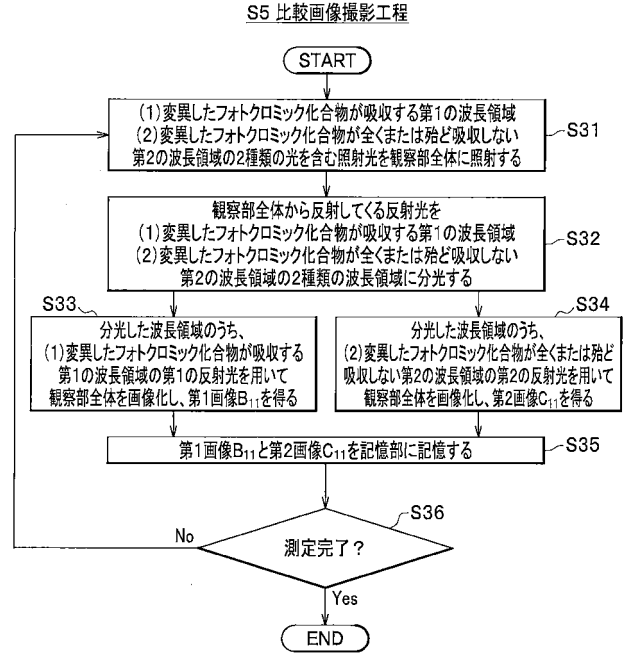 S5 比較画像撮影工程
START
(1)変異したフォトクロミック化合物が吸収する第1の波長領域
(2)変異したフォトクロミック化合物が全くまたは殆ど吸収しない
第2の波長領域の2種類の光を含む照射光を観察部全体に照射する
S31
観察部全体から反射してくる反射光を
(1)変異したフォトクロミック化合物が吸収する第1の波長領域
(2)変異したフォトクロミック化合物が全くまたは殆ど吸収しない
第2の波長領域の2種類の波長領域に分光する
S32
S33
分光した波長領域のうち、
(1)変異したフォトクロミック化合物が吸収する
第1の波長領域の第1の反射光を用いて
観察部全体を画像化し、第1画像B₁₁を得る
S34
分光した波長領域のうち、
(2)変異したフォトクロミック化合物が全くまたは殆ど
吸収しない第2の波長領域の第2の反射光を用いて
観察部全体を画像化し、第2画像C₁₁を得る
第1画像B₁₁と第2画像C₁₁を記憶部に記憶する
S35
S36
測定完了?
No
Yes
END